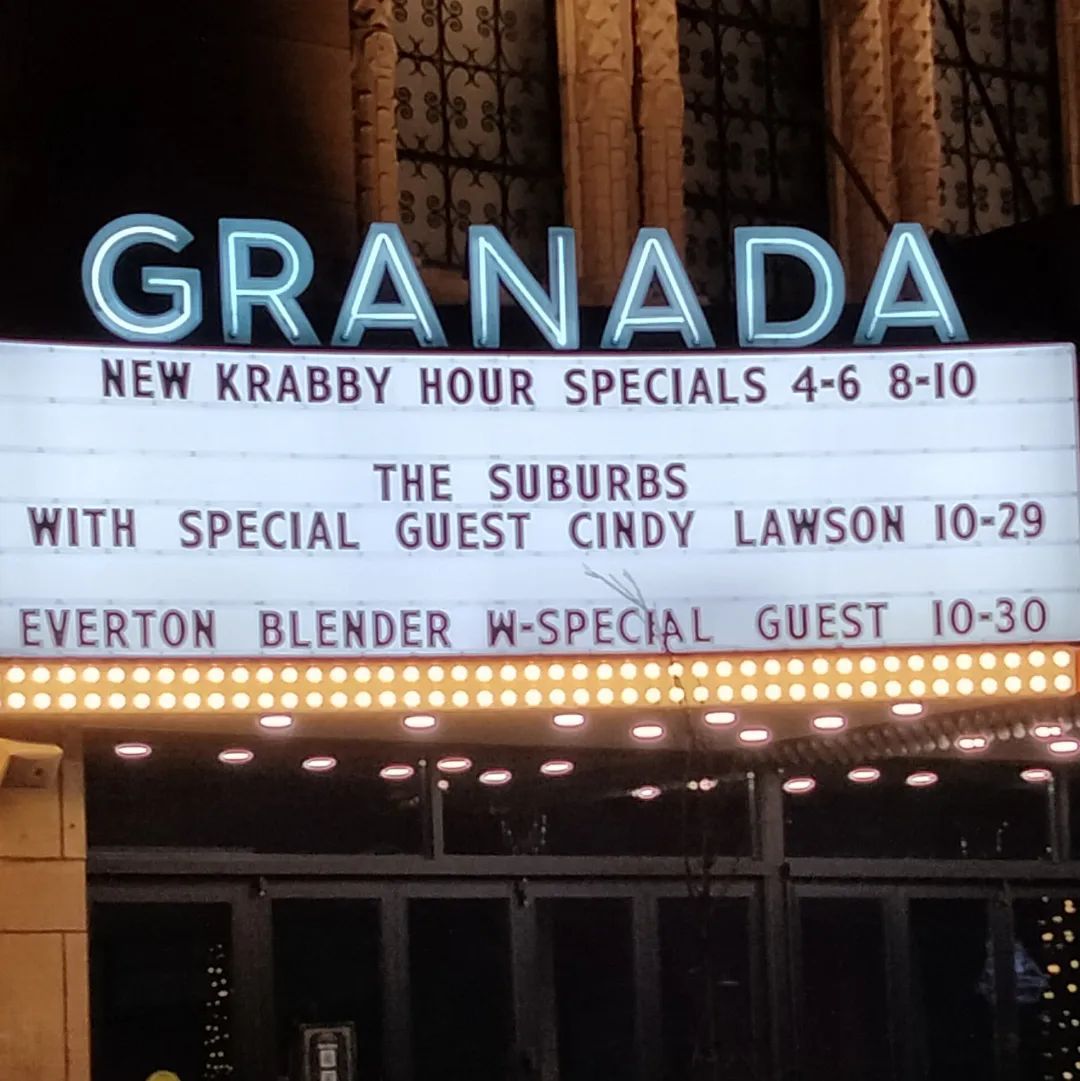 GRANADA
NEW KRABBY HOUR SPECIALS 4-6 8-10
THE SUBURBS
WITH SPECIAL GUEST CINDY LAWSON 10-29
EVERTON BLENDER W-SPECIAL GUEST 10-30